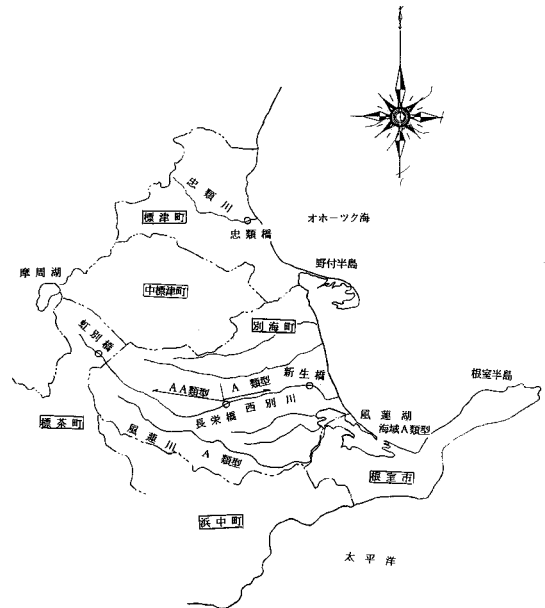 忠類川
標津町
オホーツク海
忠類橋
野付半島
摩周湖
中標津町
虹別橋
別海町
根室半島
AA類型
A 類型
新生橋
長栄橋
西別川
風蓮湖
海域A類型
標茶町
風蓮川
A 類型
根室市
浜中町
太平洋